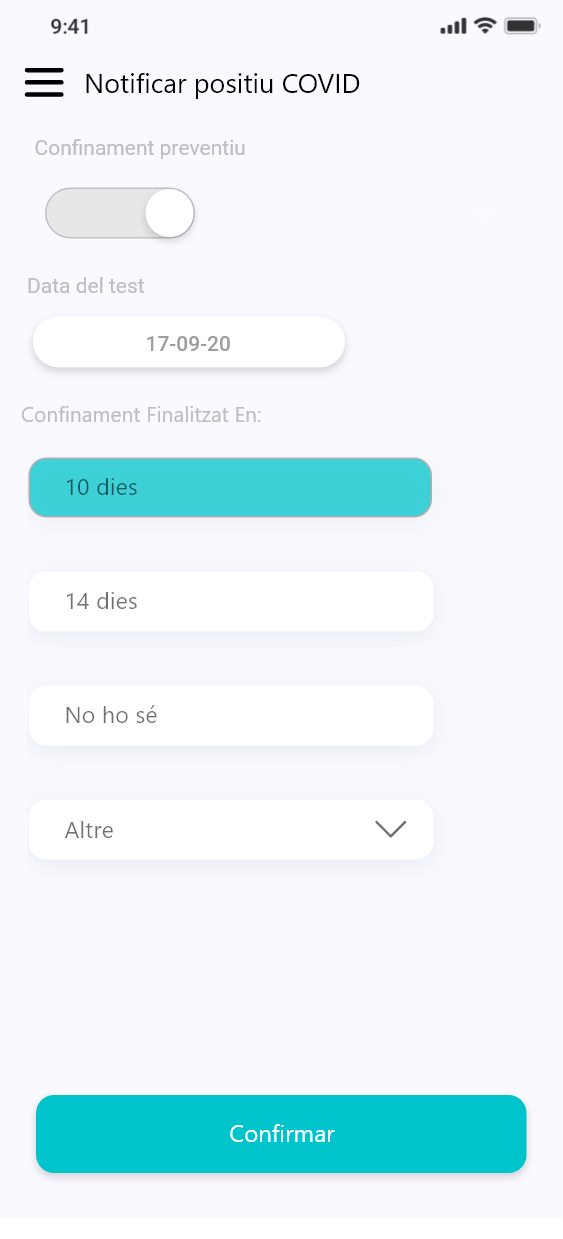 9:41
Notificar positiu COVID
Confinament preventiu
Data del test
17-09-20
Confinament Finalitzat En:
10 dies
14 dies
No ho sé
Altre
Confirmar